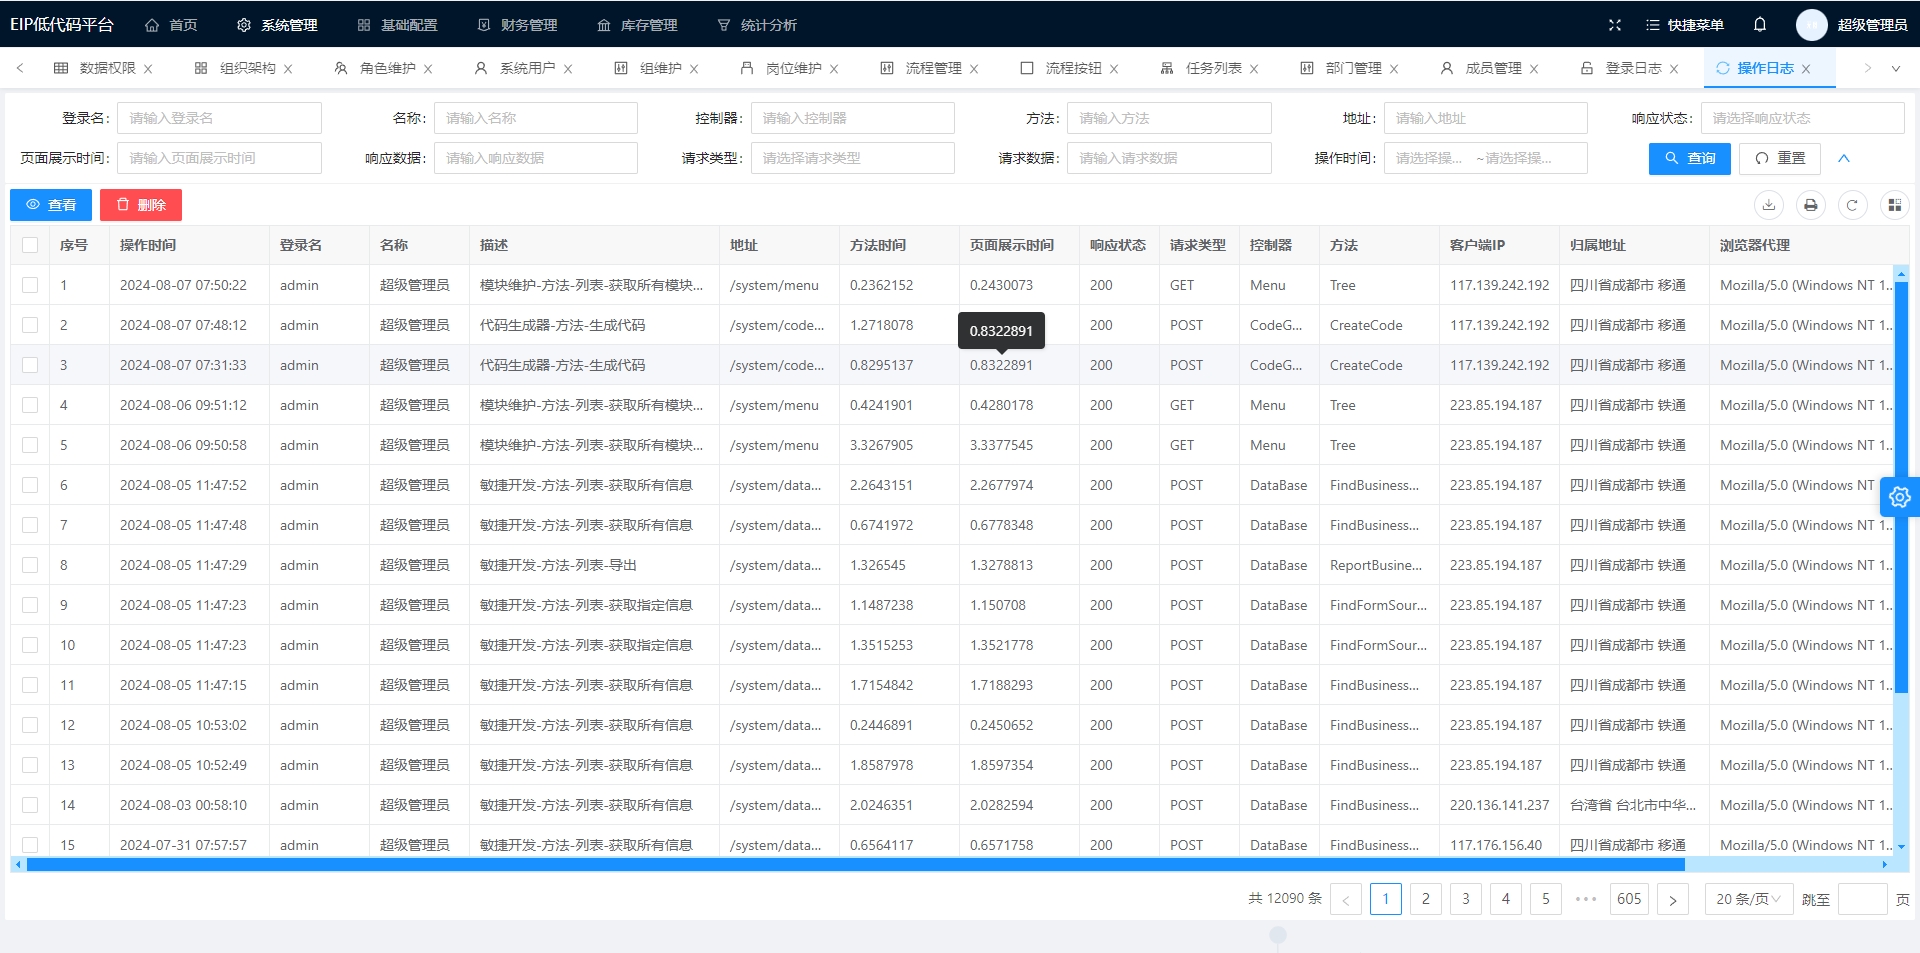 EIP低代码平台 首页 系统管理 基础配置 财务管理 库存管理 统计分析 快捷菜单 超级管理员
数据权限 组织架构 角色维护 系统用户 组维护 岗位维护 流程管理 流程按钮 任务列表 部门管理 成员管理 登录日志 操作日志
登录名: 请输入登录名 名称: 请输入名称 控制器: 请输入控制器 方法: 请输入方法 地址: 请输入地址 响应状态: 请选择响应状态
页面展示时间: 请输入页面展示时间 响应数据: 请输入响应数据 请求类型: 请选择请求类型 请求数据: 请输入请求数据 操作时间: 请选择操... ~请选择操... 查询 重置
查看 删除
序号 操作时间 登录名 名称 描述 地址 方法时间 页面展示时间 响应状态 请求类型 控制器 方法 客户端IP 归属地址 浏览器代理
1 2024-08-07 07:50:22 admin 超级管理员 模块维护-方法-列表-获取所有模块... /system/menu 0.2362152 0.2430073 200 GET Menu Tree 117.139.242.192 四川省成都市 移通 Mozilla/5.0 (Windows NT 1...
2 2024-08-07 07:48:12 admin 超级管理员 代码生成器-方法-生成代码 /system/code... 1.2718078 0.8322891 200 POST CodeG... CreateCode 117.139.242.192 四川省成都市 移通 Mozilla/5.0 (Windows NT 1...
3 2024-08-07 07:31:33 admin 超级管理员 代码生成器-方法-生成代码 /system/code... 0.8295137 0.8322891 200 POST CodeG... CreateCode 117.139.242.192 四川省成都市 移通 Mozilla/5.0 (Windows NT 1...
4 2024-08-06 09:51:12 admin 超级管理员 模块维护-方法-列表-获取所有模块... /system/menu 0.4241901 0.4280178 200 GET Menu Tree 223.85.194.187 四川省成都市 铁通 Mozilla/5.0 (Windows NT 1...
5 2024-08-06 09:50:58 admin 超级管理员 模块维护-方法-列表-获取所有模块... /system/menu 3.3267905 3.3377545 200 GET Menu Tree 223.85.194.187 四川省成都市 铁通 Mozilla/5.0 (Windows NT 1...
6 2024-08-05 11:47:52 admin 超级管理员 敏捷开发-方法-列表-获取所有信息 /system/data... 2.2643151 2.2677974 200 POST DataBase FindBusiness... 223.85.194.187 四川省成都市 铁通 Mozilla/5.0 (Windows NT
7 2024-08-05 11:47:48 admin 超级管理员 敏捷开发-方法-列表-获取所有信息 /system/data... 0.6741972 0.6778348 200 POST DataBase FindBusiness... 223.85.194.187 四川省成都市 铁通 Mozilla/5.0 (Windows NT 1...
8 2024-08-05 11:47:29 admin 超级管理员 敏捷开发-方法-列表-导出 /system/data... 1.326545 1.3278813 200 POST DataBase ReportBusine... 223.85.194.187 四川省成都市 铁通 Mozilla/5.0 (Windows NT 1...
9 2024-08-05 11:47:23 admin 超级管理员 敏捷开发-方法-列表-获取指定信息 /system/data... 1.1487238 1.150708 200 POST DataBase FindFormSour... 223.85.194.187 四川省成都市 铁通 Mozilla/5.0 (Windows NT 1...
10 2024-08-05 11:47:23 admin 超级管理员 敏捷开发-方法-列表-获取指定信息 /system/data... 1.3515253 1.3521778 200 POST DataBase FindFormSour... 223.85.194.187 四川省成都市 铁通 Mozilla/5.0 (Windows NT 1...
11 2024-08-05 11:47:15 admin 超级管理员 敏捷开发-方法-列表-获取所有信息 /system/data... 1.7154842 1.7188293 200 POST DataBase FindBusiness... 223.85.194.187 四川省成都市 铁通 Mozilla/5.0 (Windows NT 1...
12 2024-08-05 10:53:02 admin 超级管理员 敏捷开发-方法-列表-获取所有信息 /system/data... 0.2446891 0.2450652 200 POST DataBase FindBusiness... 223.85.194.187 四川省成都市 铁通 Mozilla/5.0 (Windows NT 1...
13 2024-08-05 10:52:49 admin 超级管理员 敏捷开发-方法-列表-获取所有信息 /system/data... 1.8587978 1.8597354 200 POST DataBase FindBusiness... 223.85.194.187 四川省成都市 铁通 Mozilla/5.0 (Windows NT 1...
14 2024-08-03 00:58:10 admin 超级管理员 敏捷开发-方法-列表-获取所有信息 /system/data... 2.0246351 2.0282594 200 POST DataBase FindBusiness... 220.136.141.237 台湾省 台北市中华... Mozilla/5.0 (Windows NT 1...
15 2024-07-31 07:57:57 admin 超级管理员 敏捷开发-方法-列表-获取所有信息 /system/data... 0.6564117 0.6571758 200 POST DataBase FindBusiness... 117.176.156.40 四川省成都市 移通 Mozilla/5.0 (Windows NT 1...
共 12090 条 < 1 2 3 4 5 ••• 605 > 20 条/页 跳至 页